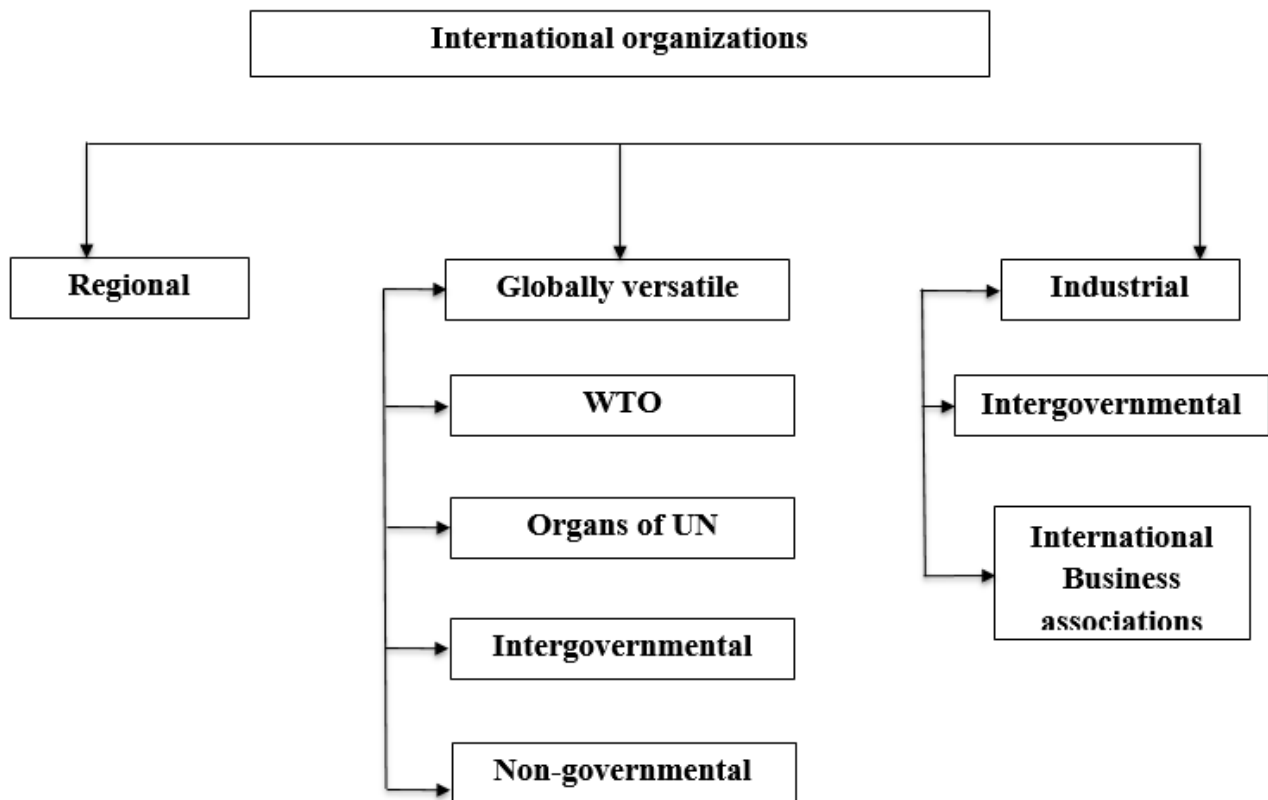 International organizations
Regional
Globally versatile
WTO
Organs of UN
Intergovernmental
Non-governmental
Industrial
Intergovernmental
International
Business
associations